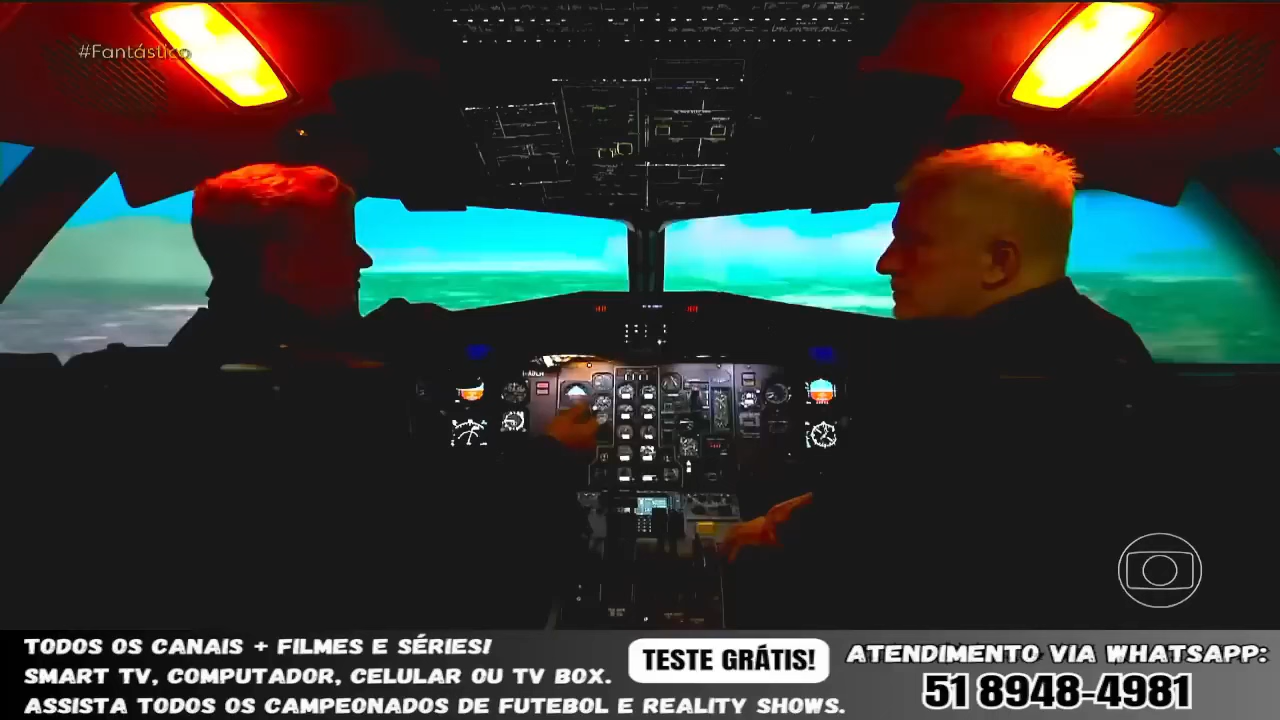 #Fantástico
TODOS OS CANAIS + FILMES E SÉRIES!
SMART TV, COMPUTADOR, CELULAR OU TV BOX.
ASSISTA TODOS OS CAMPEONADOS DE FUTEBOL E REALITY SHOWS.
TESTE GRÁTIS!
ATENDIMENTO VIA WHATSAPP:
51 8948-4981